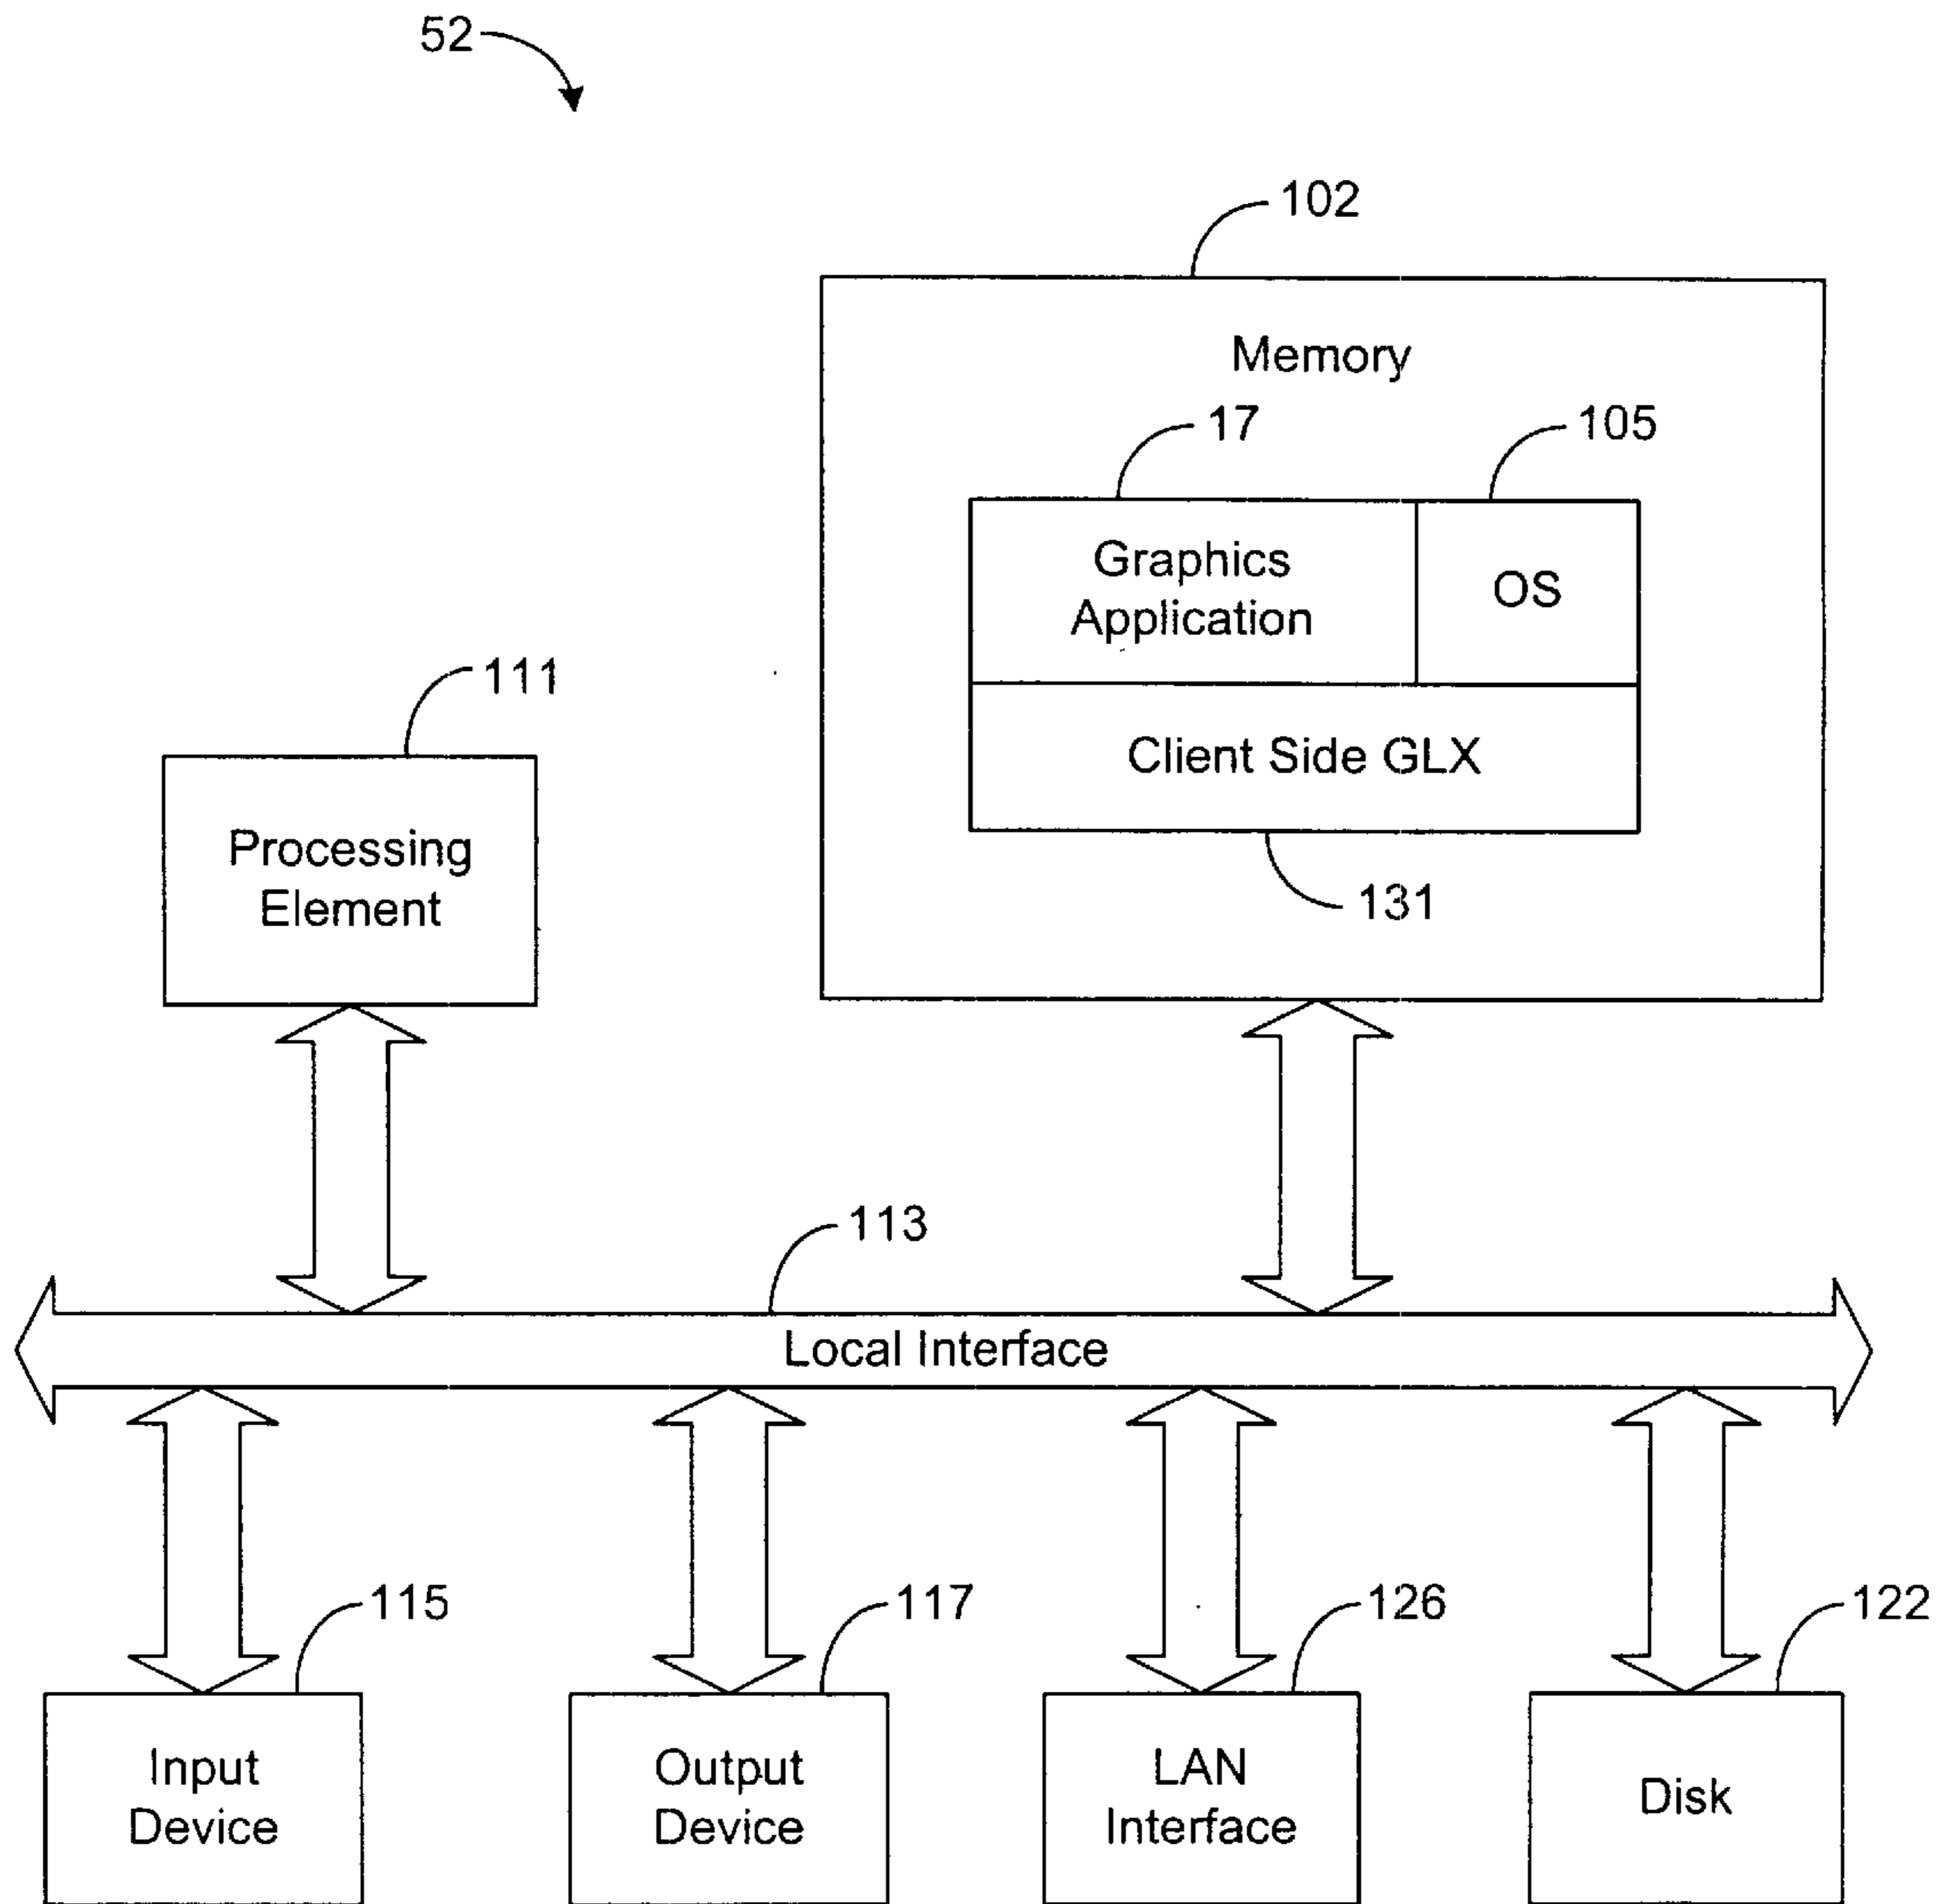 52
102
Memory
17
105
Graphics
Application
OS
111
Client Side GLX
Processing
Element
131
113
Local Interface
115
117
126
122
Input
Device
Output
Device
LAN
Interface
Disk